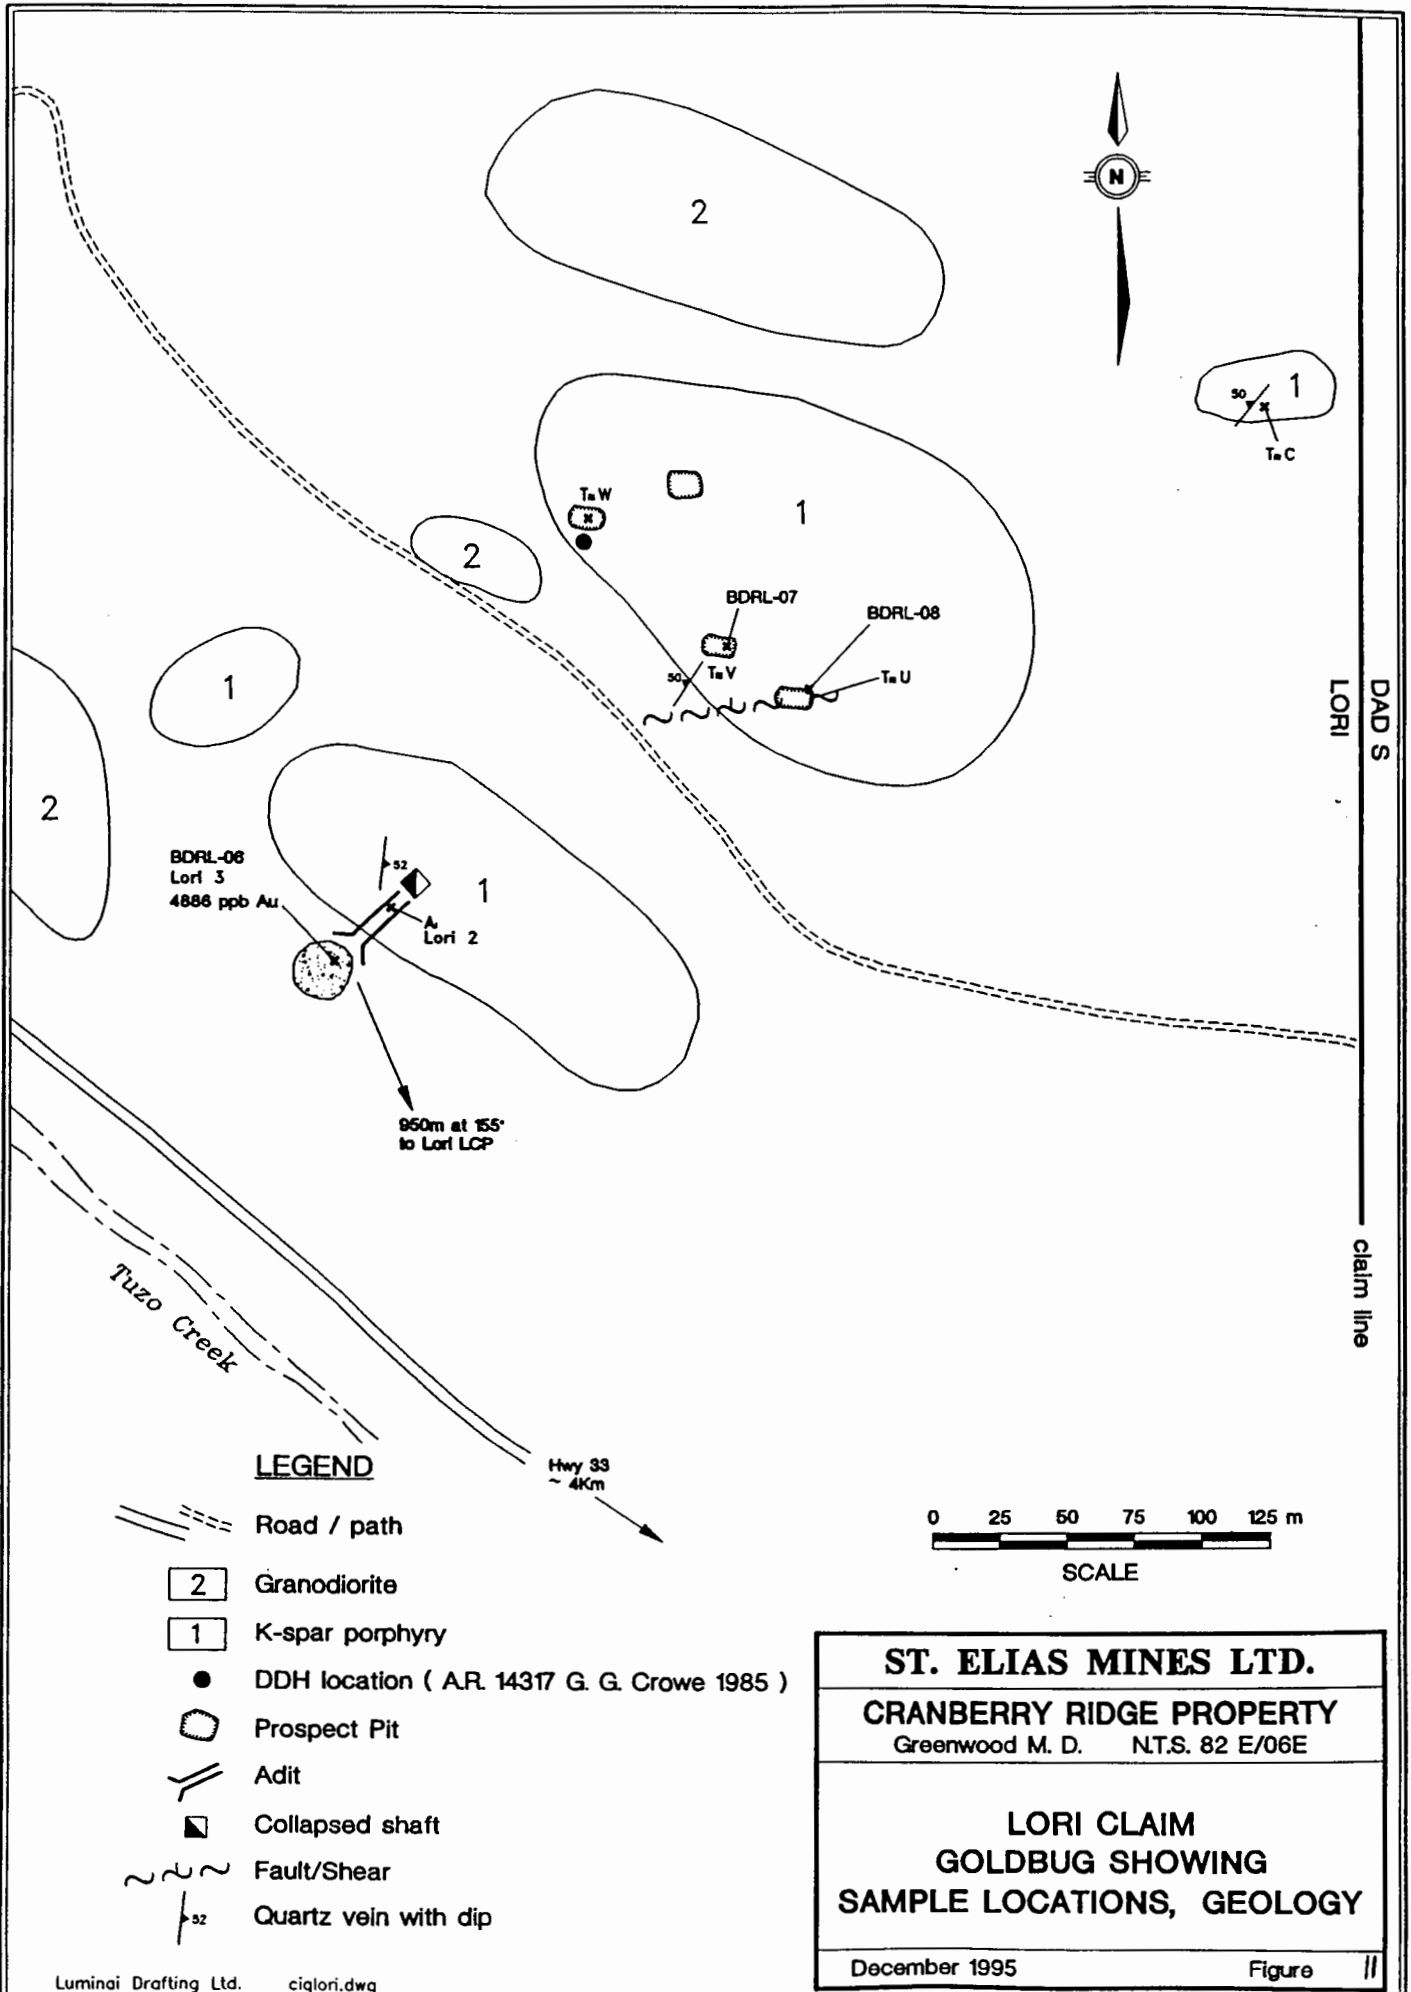 2
N
50
1
T■ C
T■ W
1
2
BDRL-07
BDRL-08
T■ V
50
T■ U
1
DAD S
LORI
2
BDRL-06
Lori 3
4886 ppb Au
52
1
Lori 2
950m at 155°
to Lori LCP
claim line
Tuzo Creek
Hwy 33
~ 4Km
LEGEND
Road / path
2 Granodiorite
1 K-spar porphyry
DDH location ( A.R. 14317 G. G. Crowe 1985 )
Prospect Pit
Adit
Collapsed shaft
Fault/Shear
52 Quartz vein with dip
0 25 50 75 100 125 m
SCALE
ST. ELIAS MINES LTD.
CRANBERRY RIDGE PROPERTY
Greenwood M. D. N.T.S. 82 E/06E
LORI CLAIM
GOLDBUG SHOWING
SAMPLE LOCATIONS, GEOLOGY
December 1995 Figure 11
Luminai Drafting Ltd. ciglori.dwg